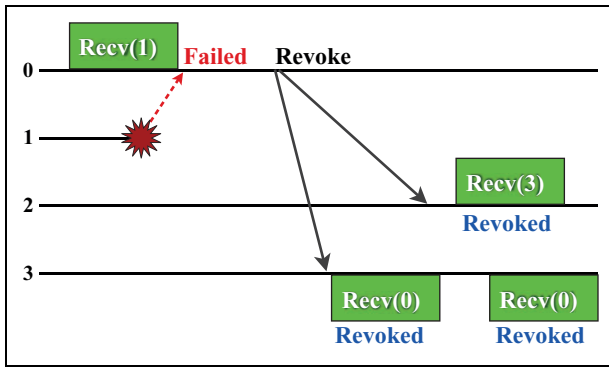 Recv(1)
0 Failed Revoke
1
Recv(3)
2
Revoked
3
Recv(0) Recv(0)
Revoked Revoked